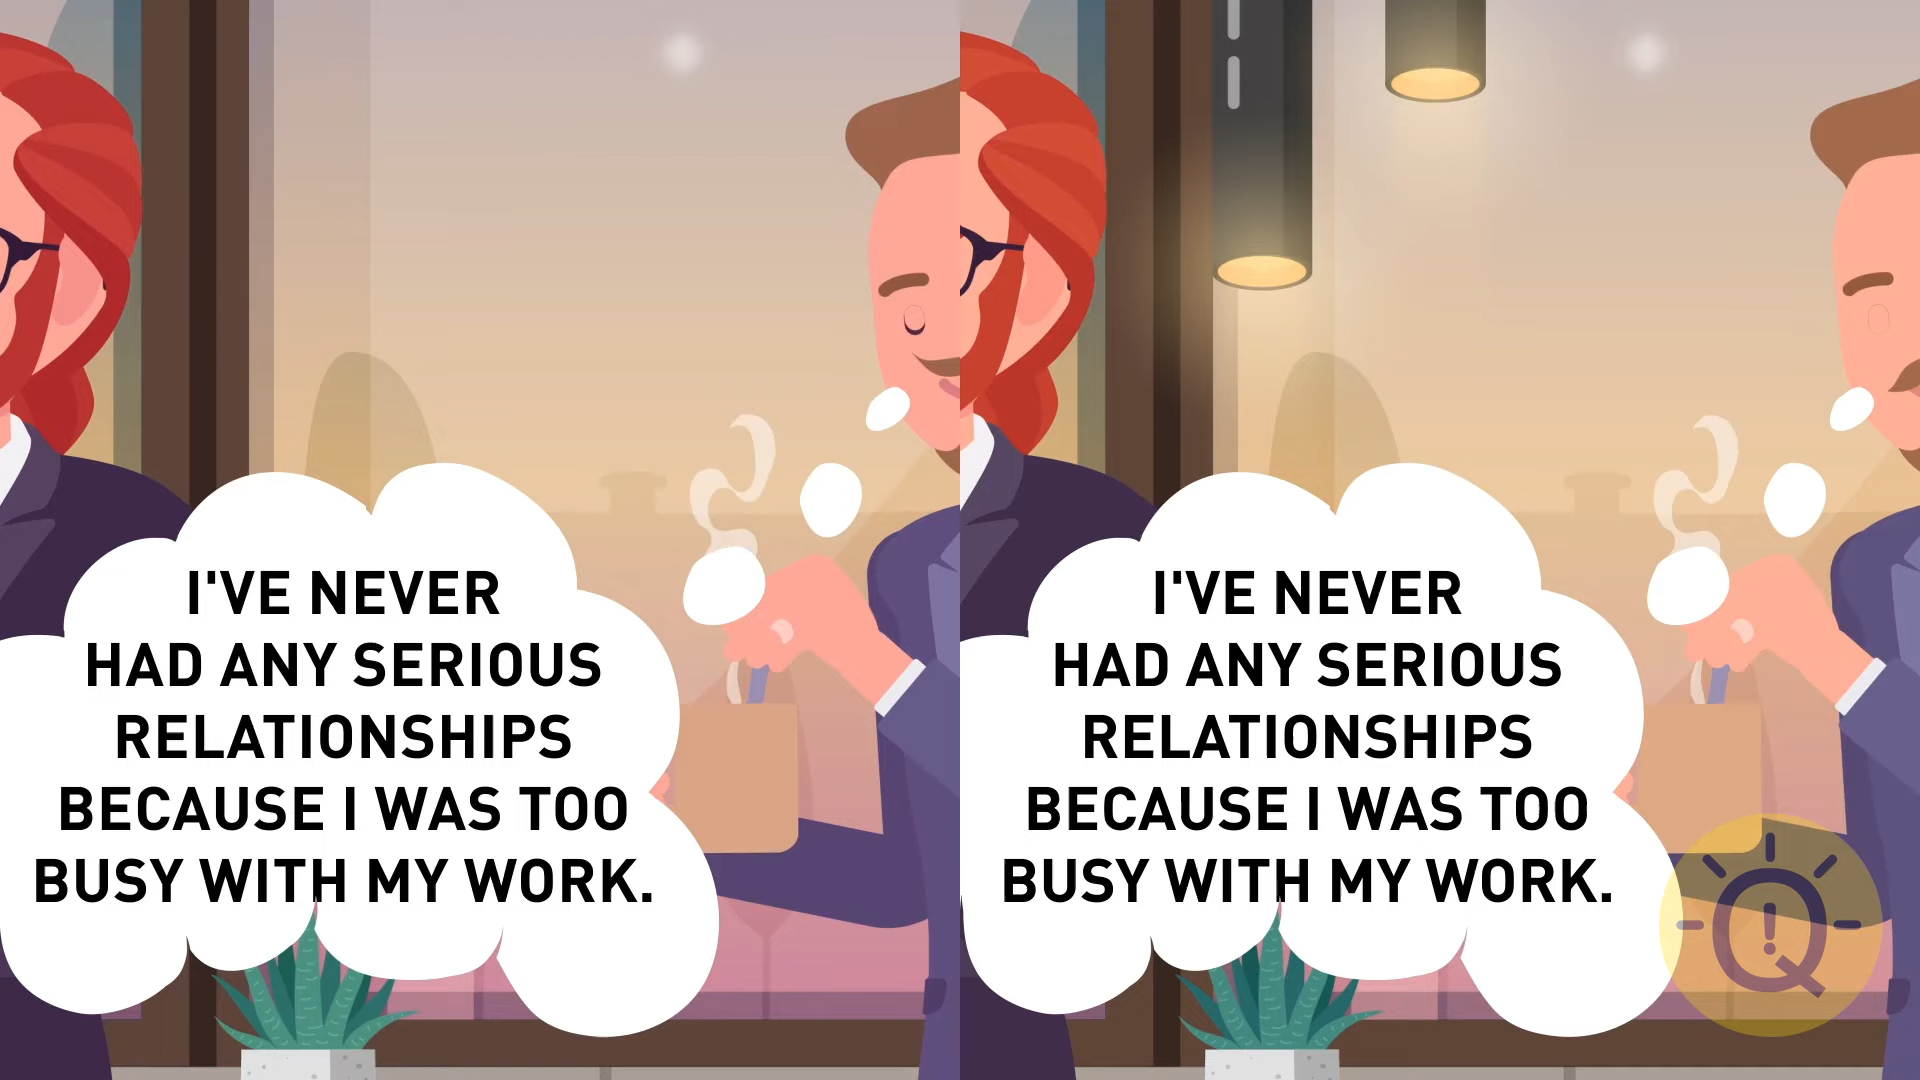 I'VE NEVER
HAD ANY SERIOUS
RELATIONSHIPS
BECAUSE I WAS TOO
BUSY WITH MY WORK.
I'VE NEVER
HAD ANY SERIOUS
RELATIONSHIPS
BECAUSE I WAS TOO
BUSY WITH MY WORK.
Q!